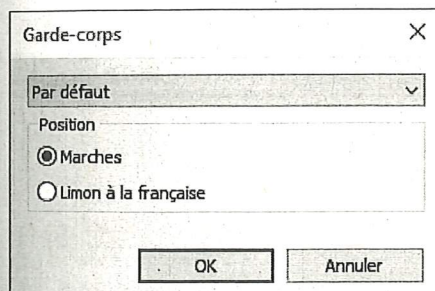 Garde-corps
Par défaut
Position
Marches
Limon à la française
OK
Annuler